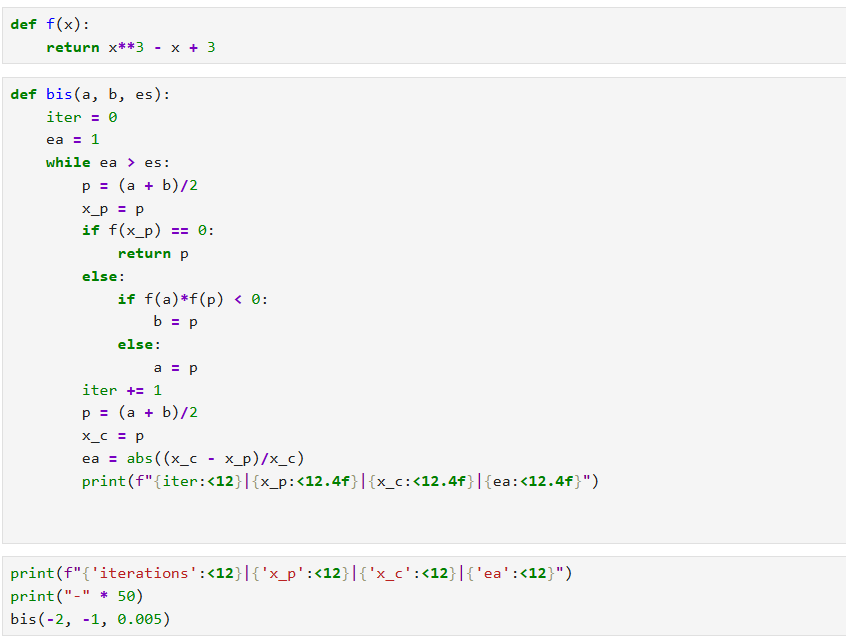 def f(x):
    return x**3 - x + 3
def bis(a, b, es):
    iter = 0
    ea = 1
    while ea > es:
        p = (a + b)/2
        x_p = p
        if f(x_p) == 0:
            return p
        else:
            if f(a)*f(p) < 0:
                b = p
            else:
                a = p
        iter += 1
        p = (a + b)/2
        x_c = p
        ea = abs((x_c - x_p)/x_c)
        print(f"{iter:<12}|{x_p:<12.4f}|{x_c:<12.4f}|{ea:<12.4f}")
print(f"{'iterations':<12}|{'x_p':<12}|{'x_c':<12}|{'ea':<12}")
print("-" * 50)
bis(-2, -1, 0.005)